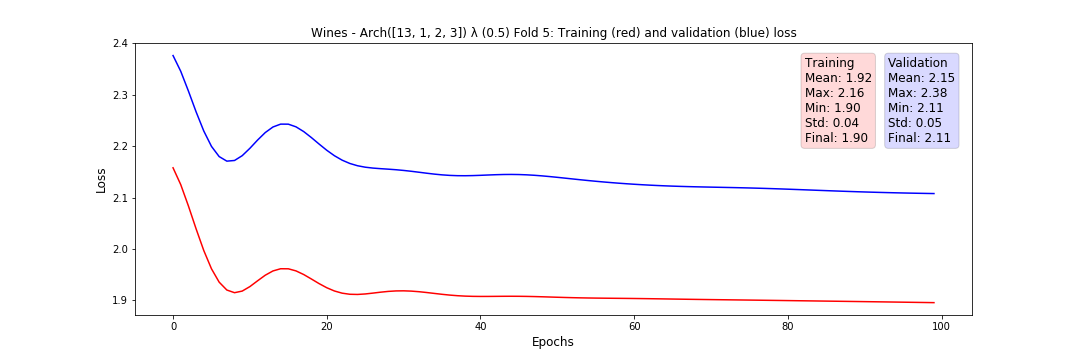 Wines - Arch([13, 1, 2, 3]) λ (0.5) Fold 5: Training (red) and validation (blue) loss
2.4
2.3
2.2
2.1
2.0
1.9
Loss
Training
Mean: 1.92
Max: 2.16
Min: 1.90
Std: 0.04
Final: 1.90
Validation
Mean: 2.15
Max: 2.38
Min: 2.11
Std: 0.05
Final: 2.11
0
20
40
60
80
100
Epochs